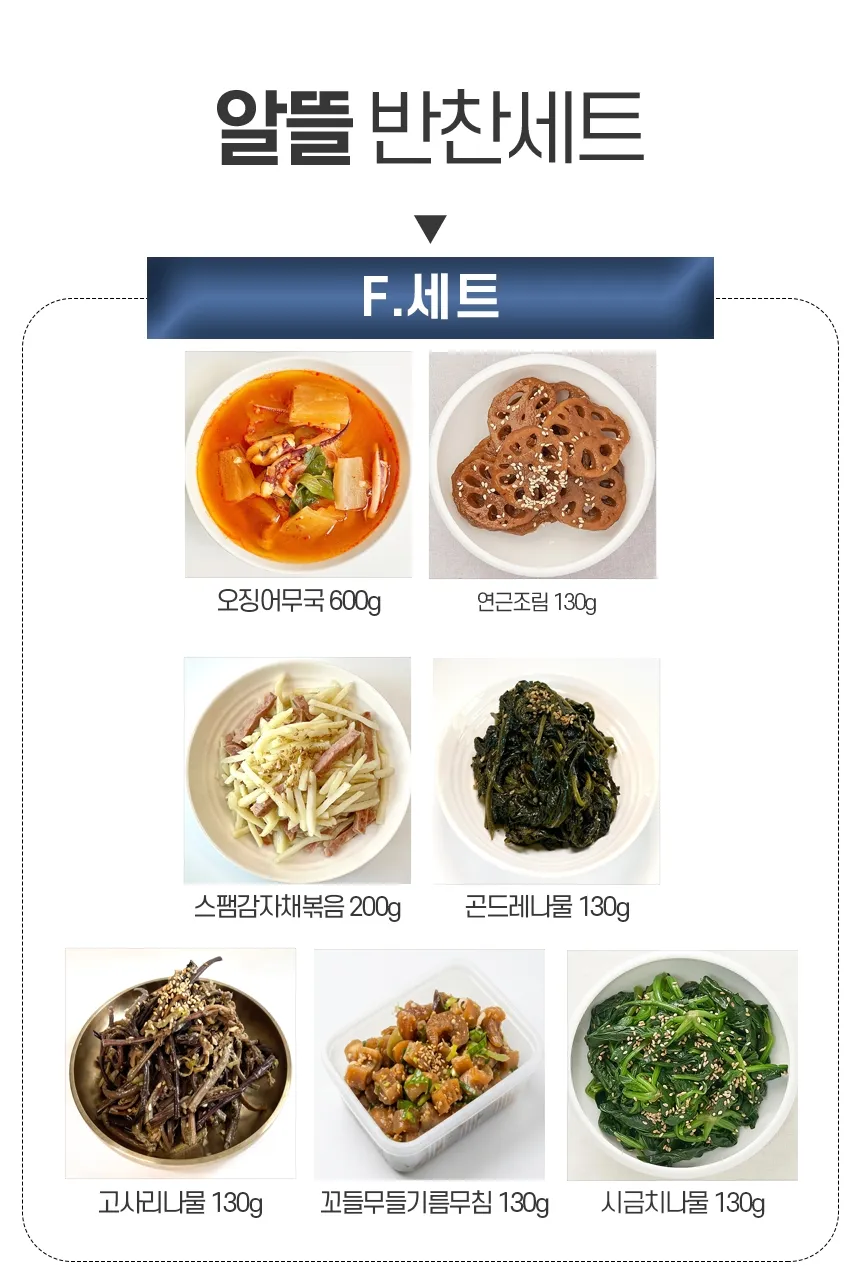 알뜰 반찬세트
F.세트
오징어무국 600g
연근조림 130g
스팸감자채볶음 200g
곤드레나물 130g
고사리나물 130g
꼬들무들기름무침 130g
시금치나물 130g